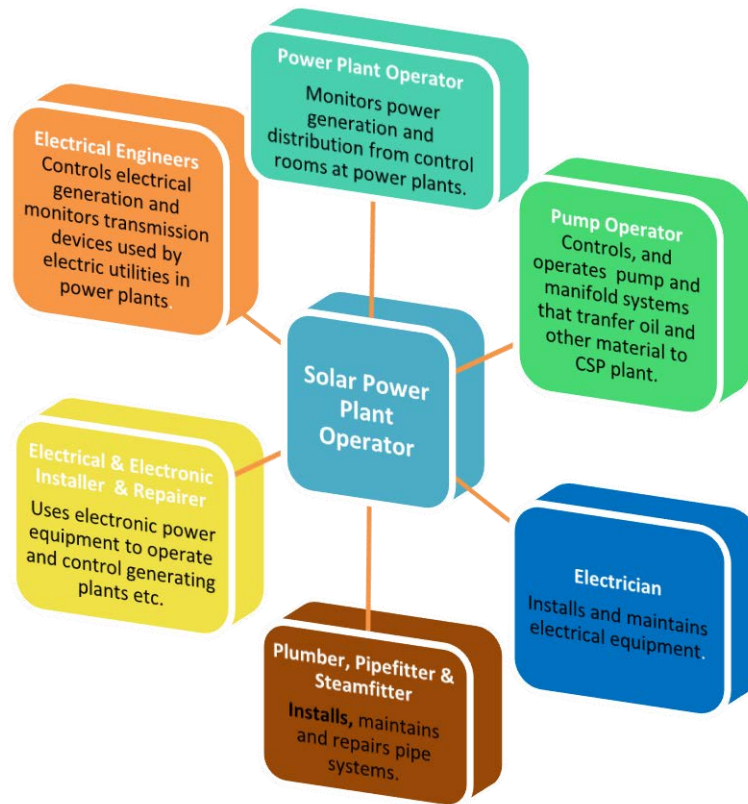 Power Plant Operator
Monitors power
generation and
distribution from control
rooms at power plants.
Electrical Engineers
Controls electrical
generation and
monitors transmission
devices used by
electric utilities in
power plants.
Pump Operator
Controls, and
operates pump and
manifold systems
that tranfer oil and
other material to
CSP plant.
Solar Power
Plant
Operator
Electrical & Electronic
Installer & Repairer
Uses electronic power
equipment to operate
and control generating
plants etc.
Electrician
Installs and maintains
electrical equipment.
Plumber, Pipefitter &
Steamfitter
Installs, maintains
and repairs pipe
systems.